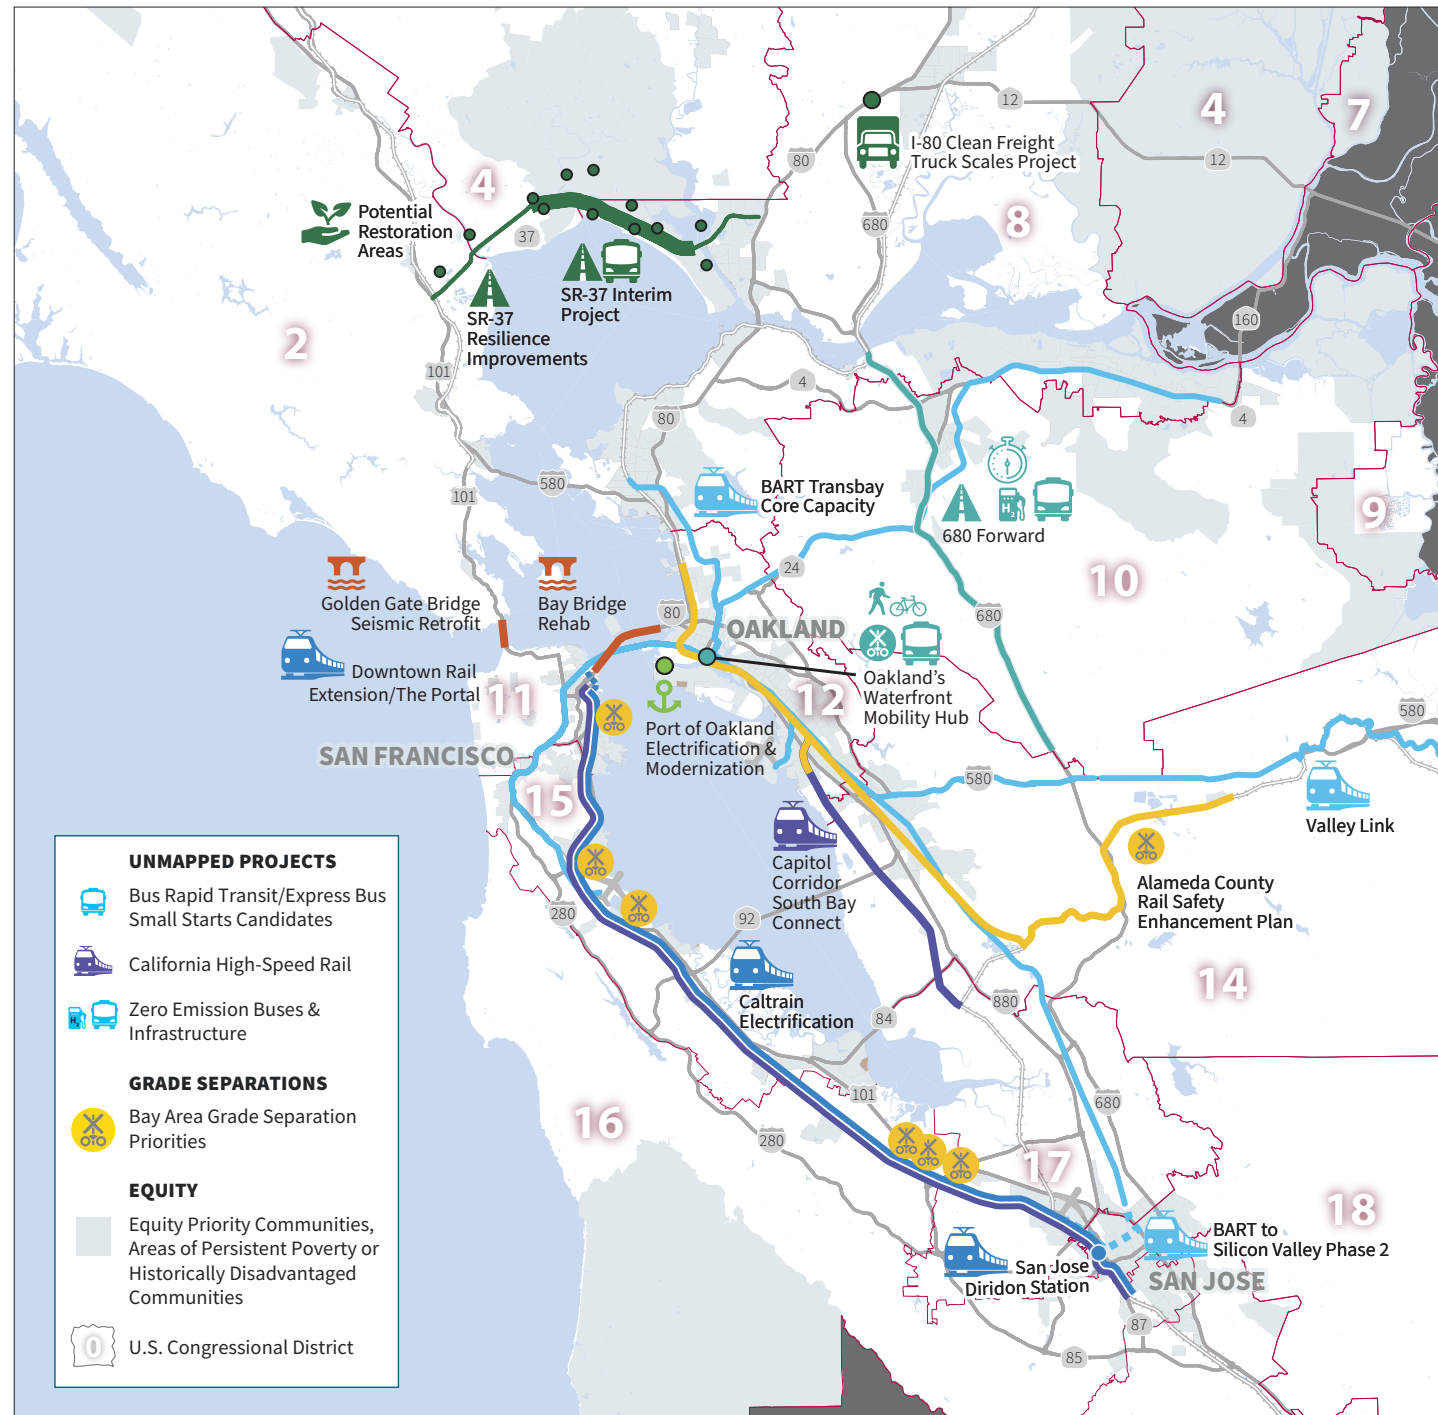 12
4
7
I-80 Clean Freight
Truck Scales Project
80
12
4
8
680
Potential
Restoration
Areas
37
SR-37 Interim
Project
SR-37
Resilience
Improvements
2
160
101
4
80
4
580
101
BART Transbay
Core Capacity
9
H2
680 Forward
24
10
Golden Gate Bridge
Seismic Retrofit
Bay Bridge
Rehab
80
680
OAKLAND
Downtown Rail
Extension/The Portal
11
12
Oakland's
Waterfront
Mobility Hub
580
Port of Oakland
Electrification &
Modernization
SAN FRANCISCO
580
15
Valley Link
Capitol
Corridor
South Bay
Connect
Alameda County
Rail Safety
Enhancement Plan
280
92
14
Caltrain
Electrification
880
84
101
680
16
280
17
18
BART to
Silicon Valley Phase 2
San Jose
Diridon Station
SAN JOSE
87
85
UNMAPPED PROJECTS
Bus Rapid Transit/Express Bus
Small Starts Candidates
California High-Speed Rail
H2
Zero Emission Buses &
Infrastructure
GRADE SEPARATIONS
Bay Area Grade Separation
Priorities
EQUITY
Equity Priority Communities,
Areas of Persistent Poverty or
Historically Disadvantaged
Communities
0
U.S. Congressional District